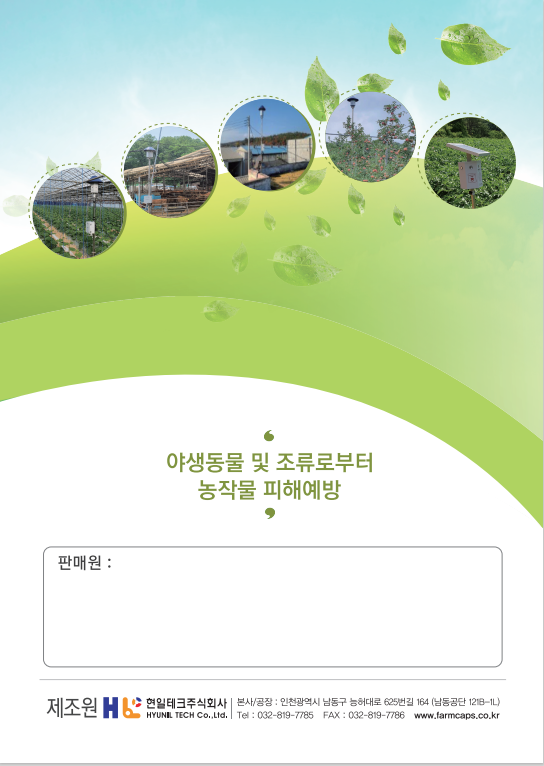 야생동물 및 조류로부터
농작물 피해예방
판매원 :
제조원 현일테크주식회사
HYUNIL TECH Co.,Ltd.
본사/공장 : 인천광역시 남동구 능허대로 625번길 164 (남동공단 121B-1L)
Tel : 032-819-7785 FAX : 032-819-7786 www.farmcaps.co.kr